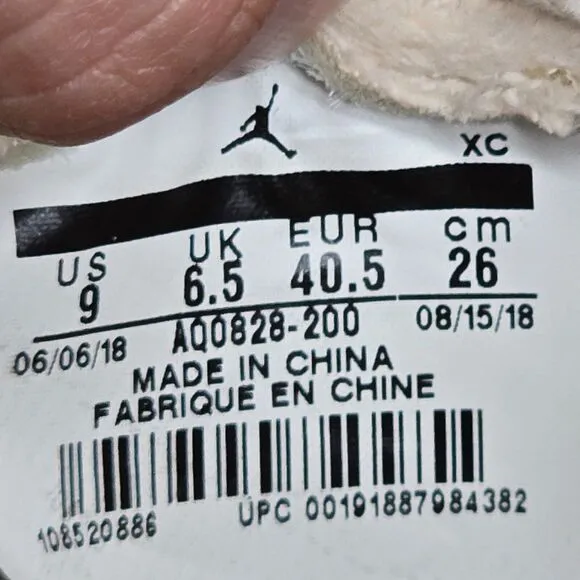 XC
US UK EUR cm
9 6.5 40.5 26
06/06/18 AQ0828-200 08/15/18
MADE IN CHINA
FABRIQUÉ EN CHINE
108520886 UPC 00191887984382